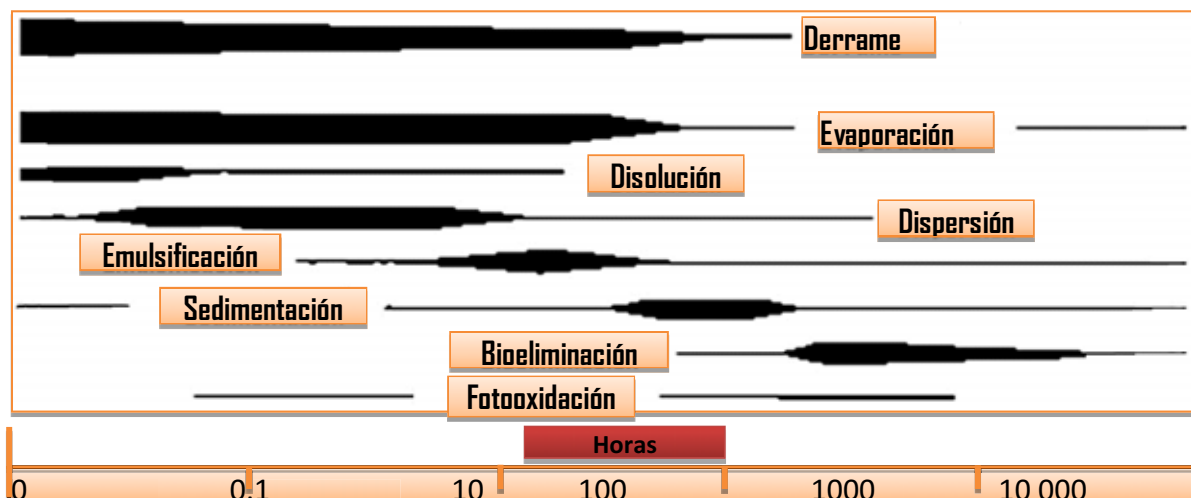 Derrame
Evaporación
Disolución
Dispersión
Emulsificación
Sedimentación
Bioeliminación
Fotooxidación
Horas
0 0.1 10 100 1000 10 000